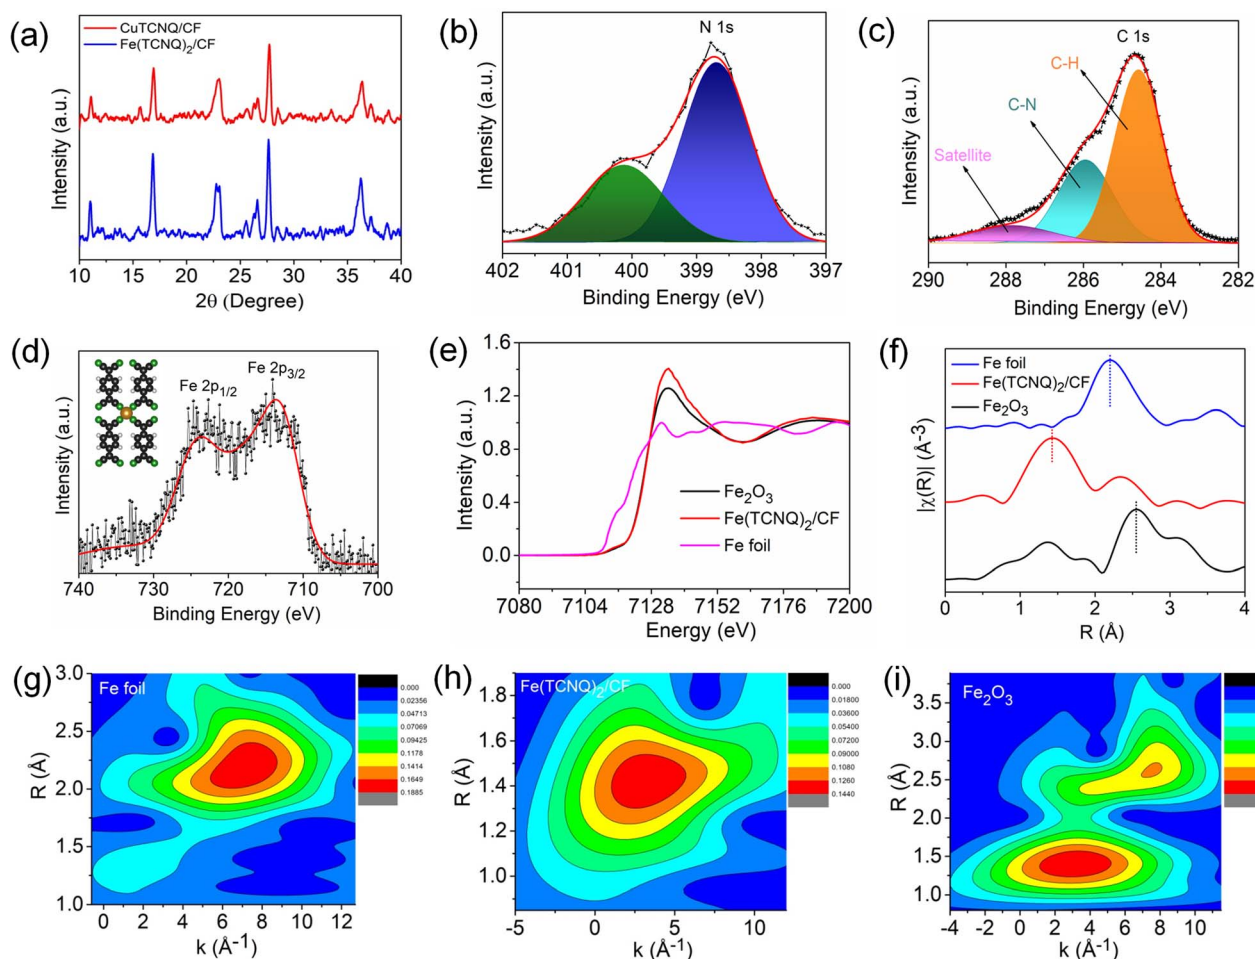 (a)
CuTCNQ/CF
Fe(TCNQ)₂/CF
Intensity (a.u.)
10 15 20 25 30 35 40
2θ (Degree)
(b)
N 1s
Intensity (a.u.)
402 401 400 399 398 397
Binding Energy (eV)
(c)
C 1s
C-H
C-N
Satellite
Intensity (a.u.)
290 288 286 284 282
Binding Energy (eV)
(d)
Fe 2p₃/₂
Fe 2p₁/₂
Intensity (a.u.)
740 730 720 710 700
Binding Energy (eV)
(e)
1.6
1.2
0.8
0.4
0.0
Intensity (a.u.)
Fe₂O₃
Fe(TCNQ)₂/CF
Fe foil
7080 7104 7128 7152 7176 7200
Energy (eV)
(f)
Fe foil
Fe(TCNQ)₂/CF
Fe₂O₃
|χ(R)| (Å-3)
0 1 2 3 4
R (Å)
(g)
Fe foil
3.0
2.5
2.0
1.5
1.0
R (Å)
0 2 4 6 8 10 12
k (Å⁻¹)
0.000
0.02356
0.04713
0.07069
0.09425
0.1178
0.1414
0.1649
0.1885
(h)
Fe(TCNQ)₂/CF
1.8
1.6
1.4
1.2
1.0
R (Å)
-5 0 5 10
k (Å⁻¹)
0.000
0.01800
0.03600
0.05400
0.07200
0.09000
0.1080
0.1260
0.1440
(i)
Fe₂O₃
3.5
3.0
2.5
2.0
1.5
1.0
R (Å)
-4 -2 0 2 4 6 8 10
k (Å⁻¹)